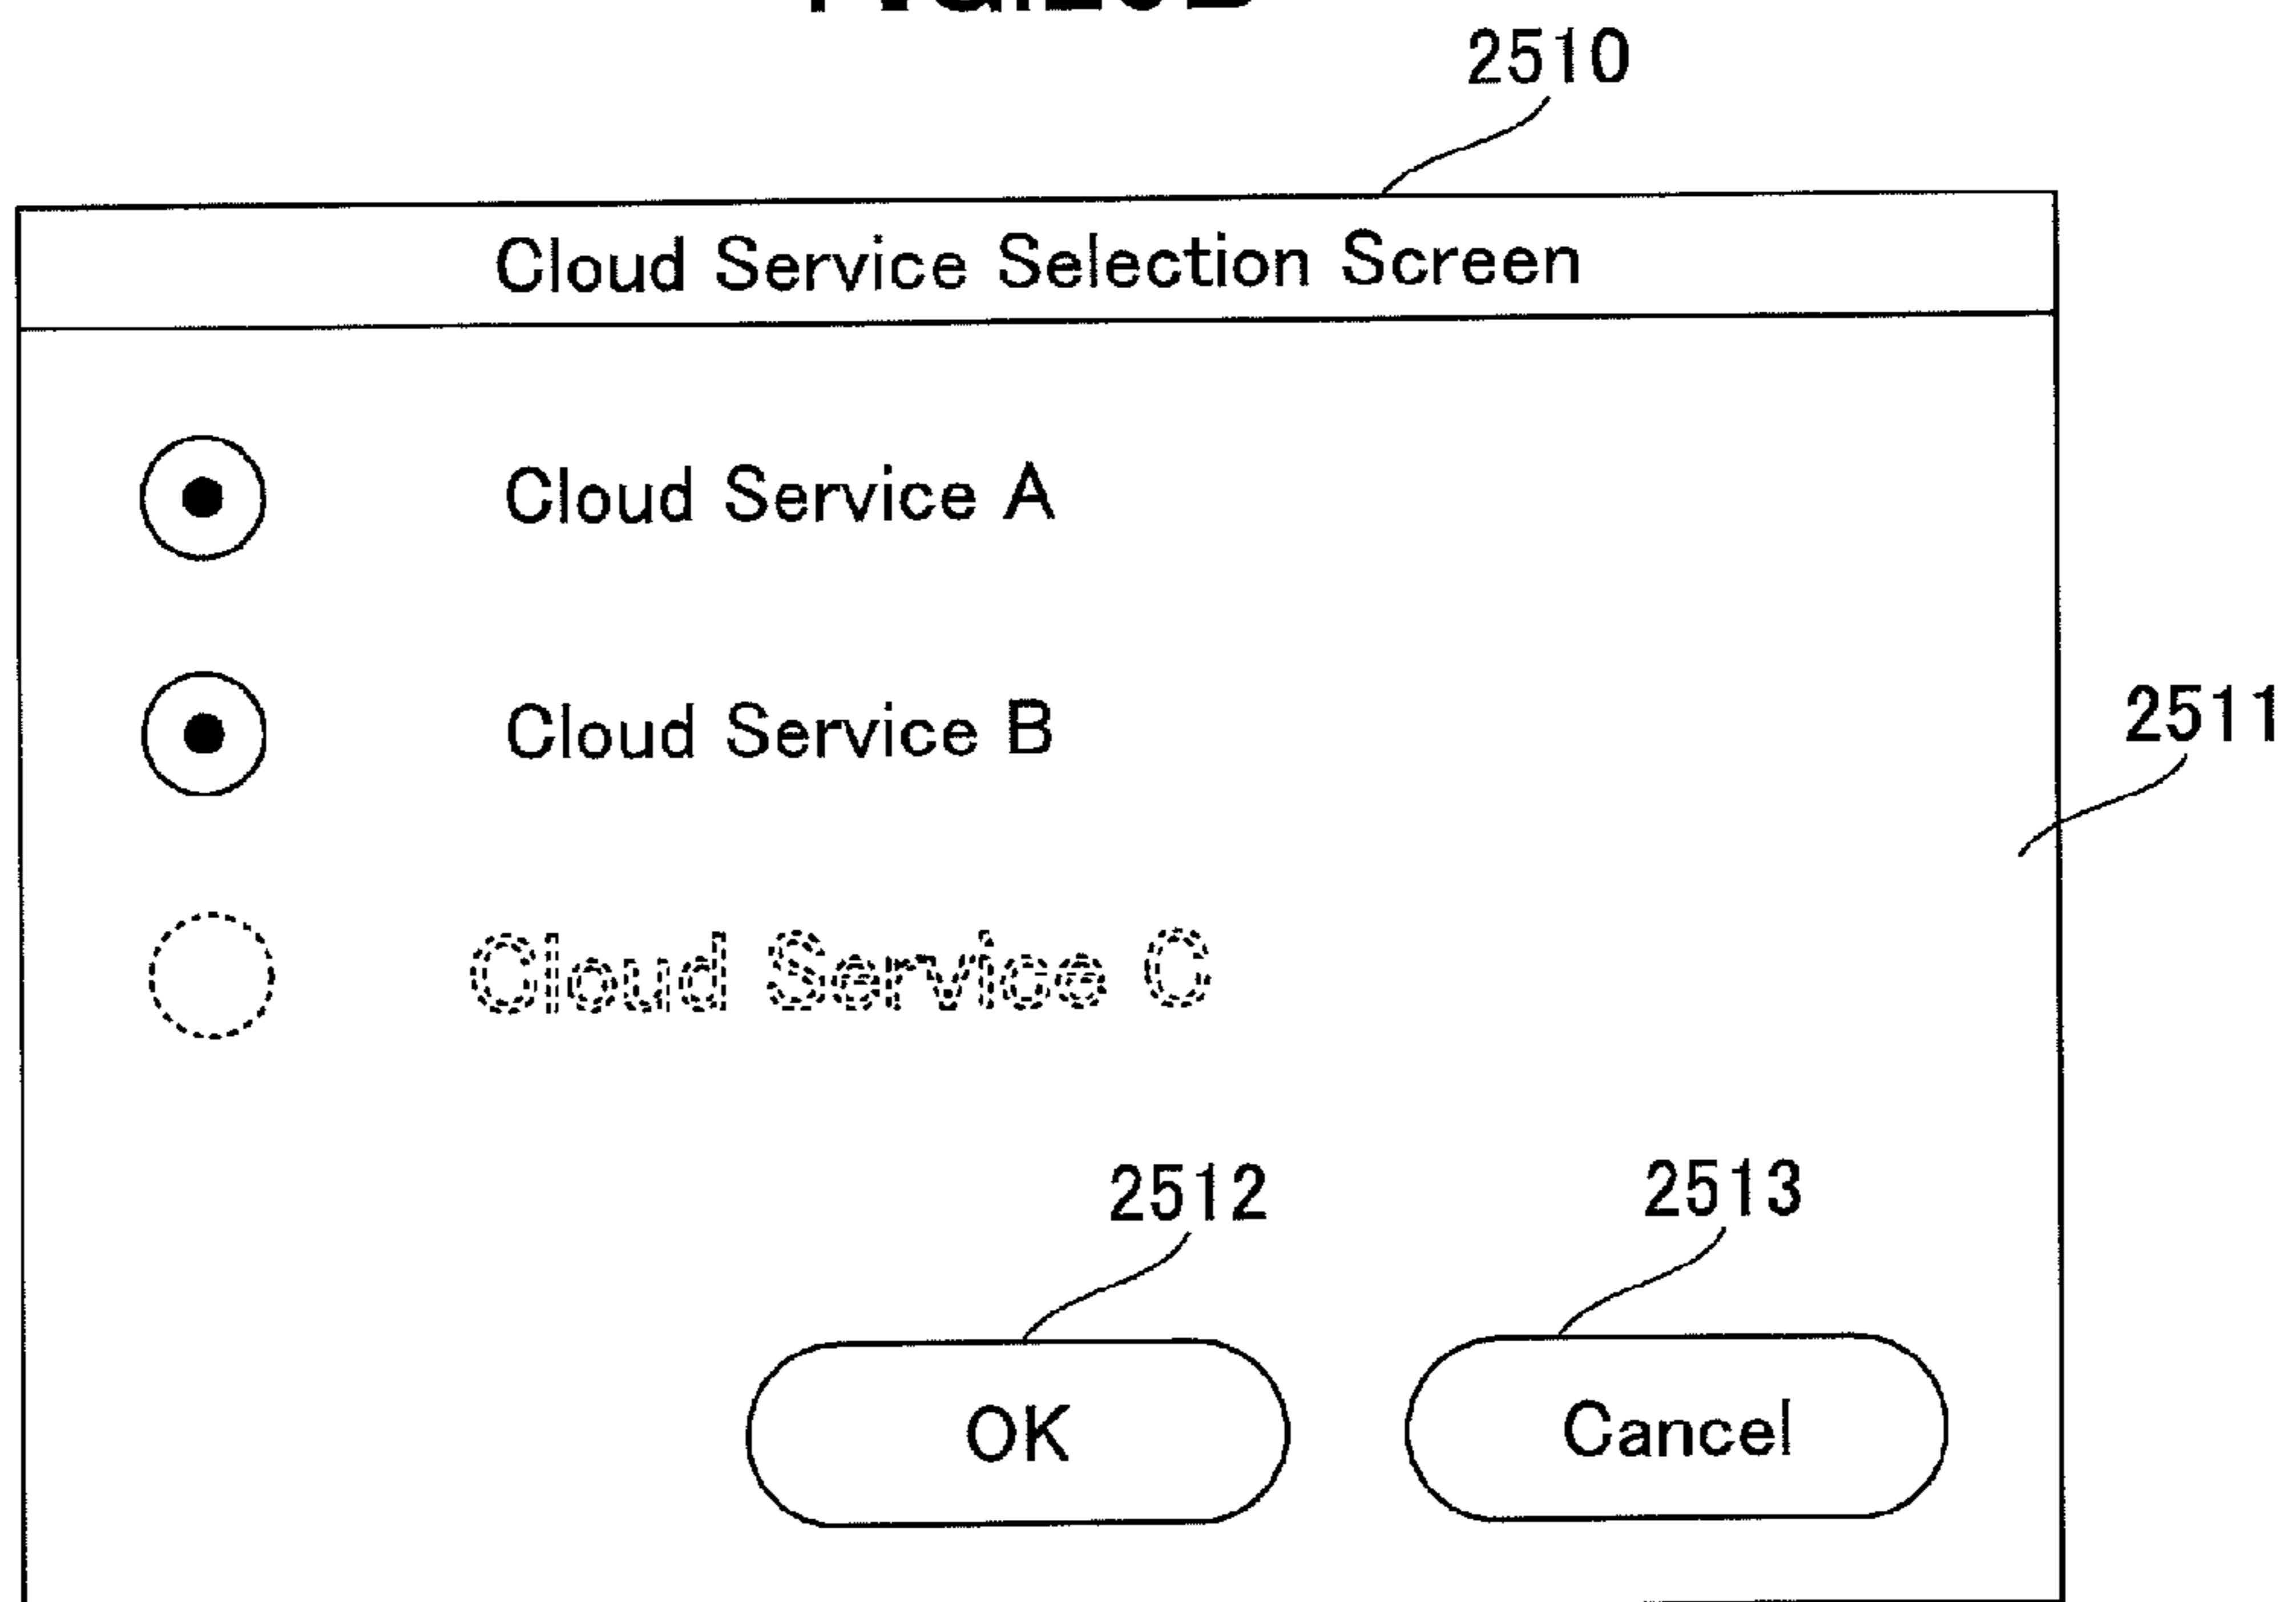 2510
Cloud Service Selection Screen
Cloud Service A
Cloud Service B
2511
Cloud Service C
2512
2513
OK
Cancel